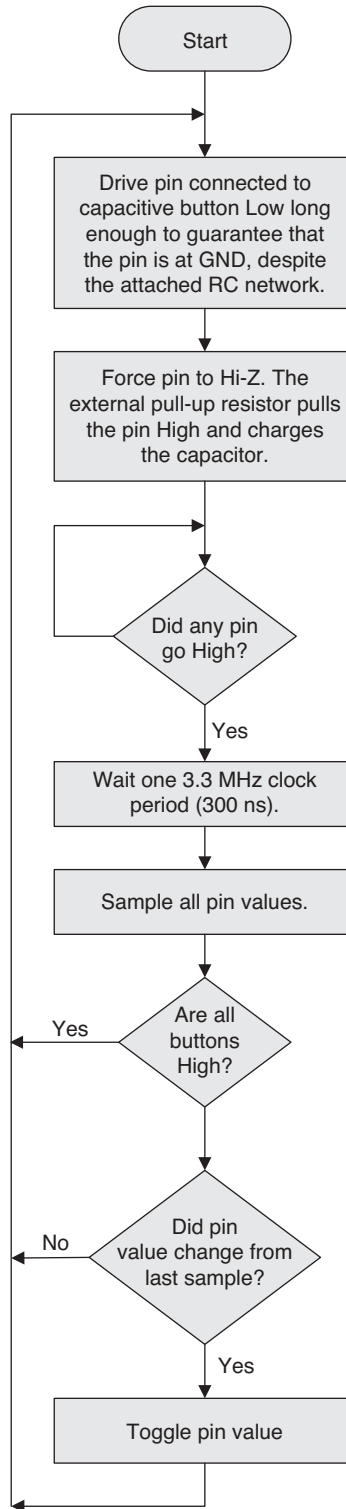 Start
Drive pin connected to
capacitive button Low long
enough to guarantee that
the pin is at GND, despite
the attached RC network.
Force pin to Hi-Z. The
external pull-up resistor pulls
the pin High and charges
the capacitor.
Did any pin
go High?
Yes
Wait one 3.3 MHz clock
period (300 ns).
Sample all pin values.
Are all
buttons
High?
Yes
Did pin
value change from
last sample?
No
Yes
Toggle pin value